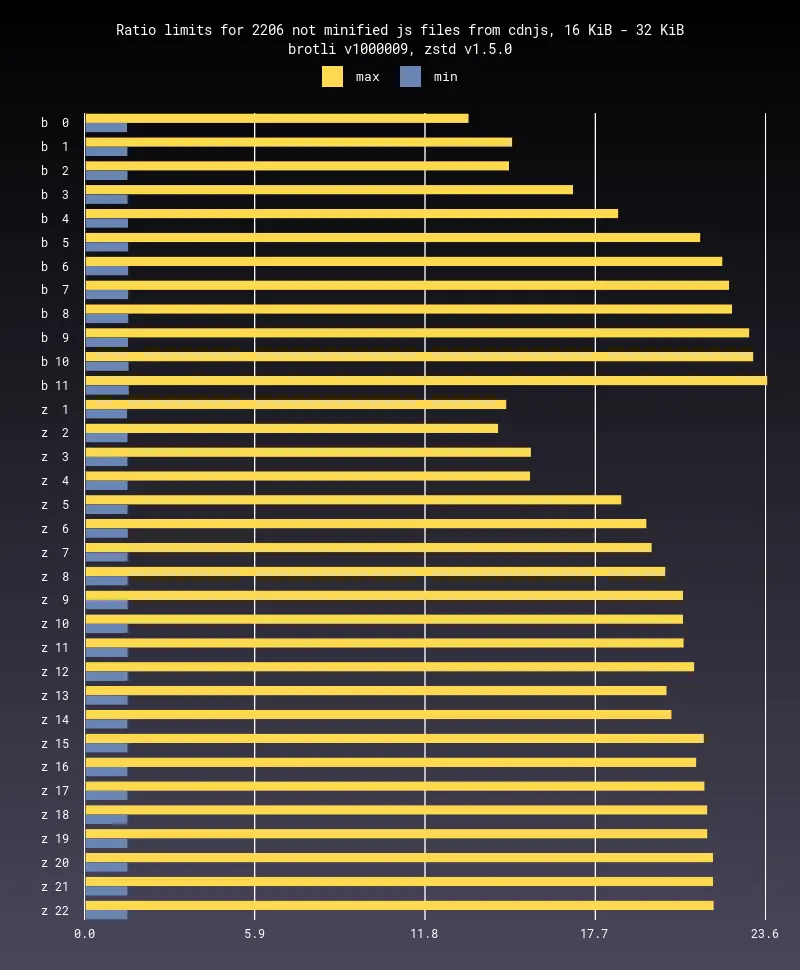 Ratio limits for 2206 not minified js files from cdnjs, 16 KiB - 32 KiB
brotli v1000009, zstd v1.5.0
max min
b 0
b 1
b 2
b 3
b 4
b 5
b 6
b 7
b 8
b 9
b 10
b 11
z 1
z 2
z 3
z 4
z 5
z 6
z 7
z 8
z 9
z 10
z 11
z 12
z 13
z 14
z 15
z 16
z 17
z 18
z 19
z 20
z 21
z 22
0.0 5.9 11.8 17.7 23.6